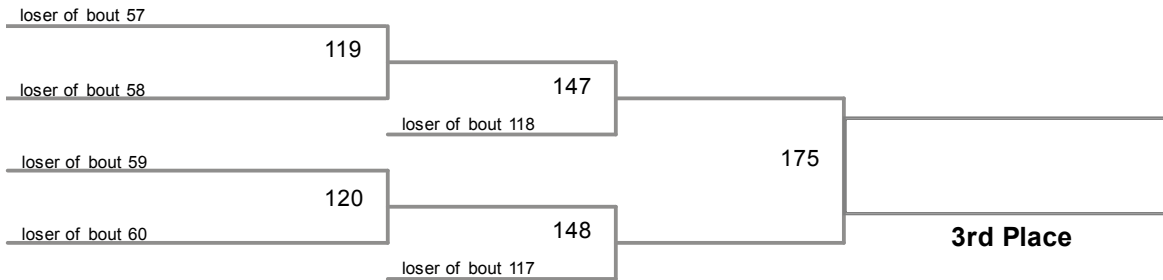 loser of bout 57
119
147
loser of bout 58
loser of bout 118
175
loser of bout 59
120
148
loser of bout 60
3rd Place
loser of bout 117